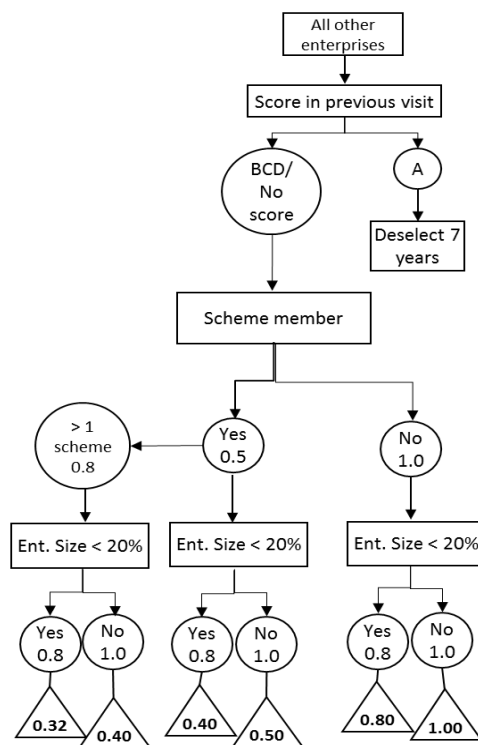 All other
enterprises
Score in previous visit
BCD/
No
score
A
Deselect 7
years
Scheme member
> 1
scheme
0.8
Yes
0.5
No
1.0
Ent. Size < 20%
Ent. Size < 20%
Ent. Size < 20%
Yes
0.8
No
1.0
Yes
0.8
No
1.0
Yes
0.8
No
1.0
0.32
0.40
0.40
0.50
0.80
1.00